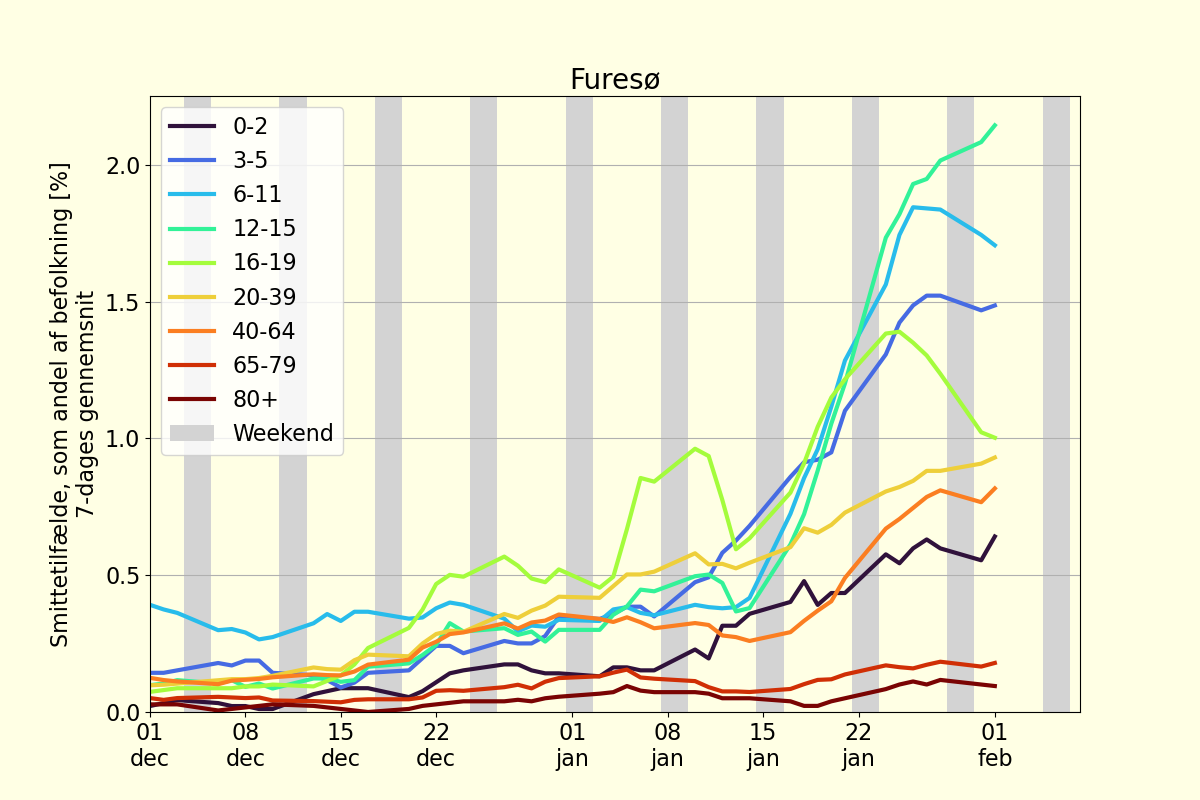 Furesø
Smittetilfælde, som andel af befolkning [%]
7-dages gennemsnit
2.0
1.5
1.0
0.5
0.0
0-2
3-5
6-11
12-15
16-19
20-39
40-64
65-79
80+
Weekend
01 08 15 22 01 08 15 22 01
dec dec dec dec jan jan jan jan feb